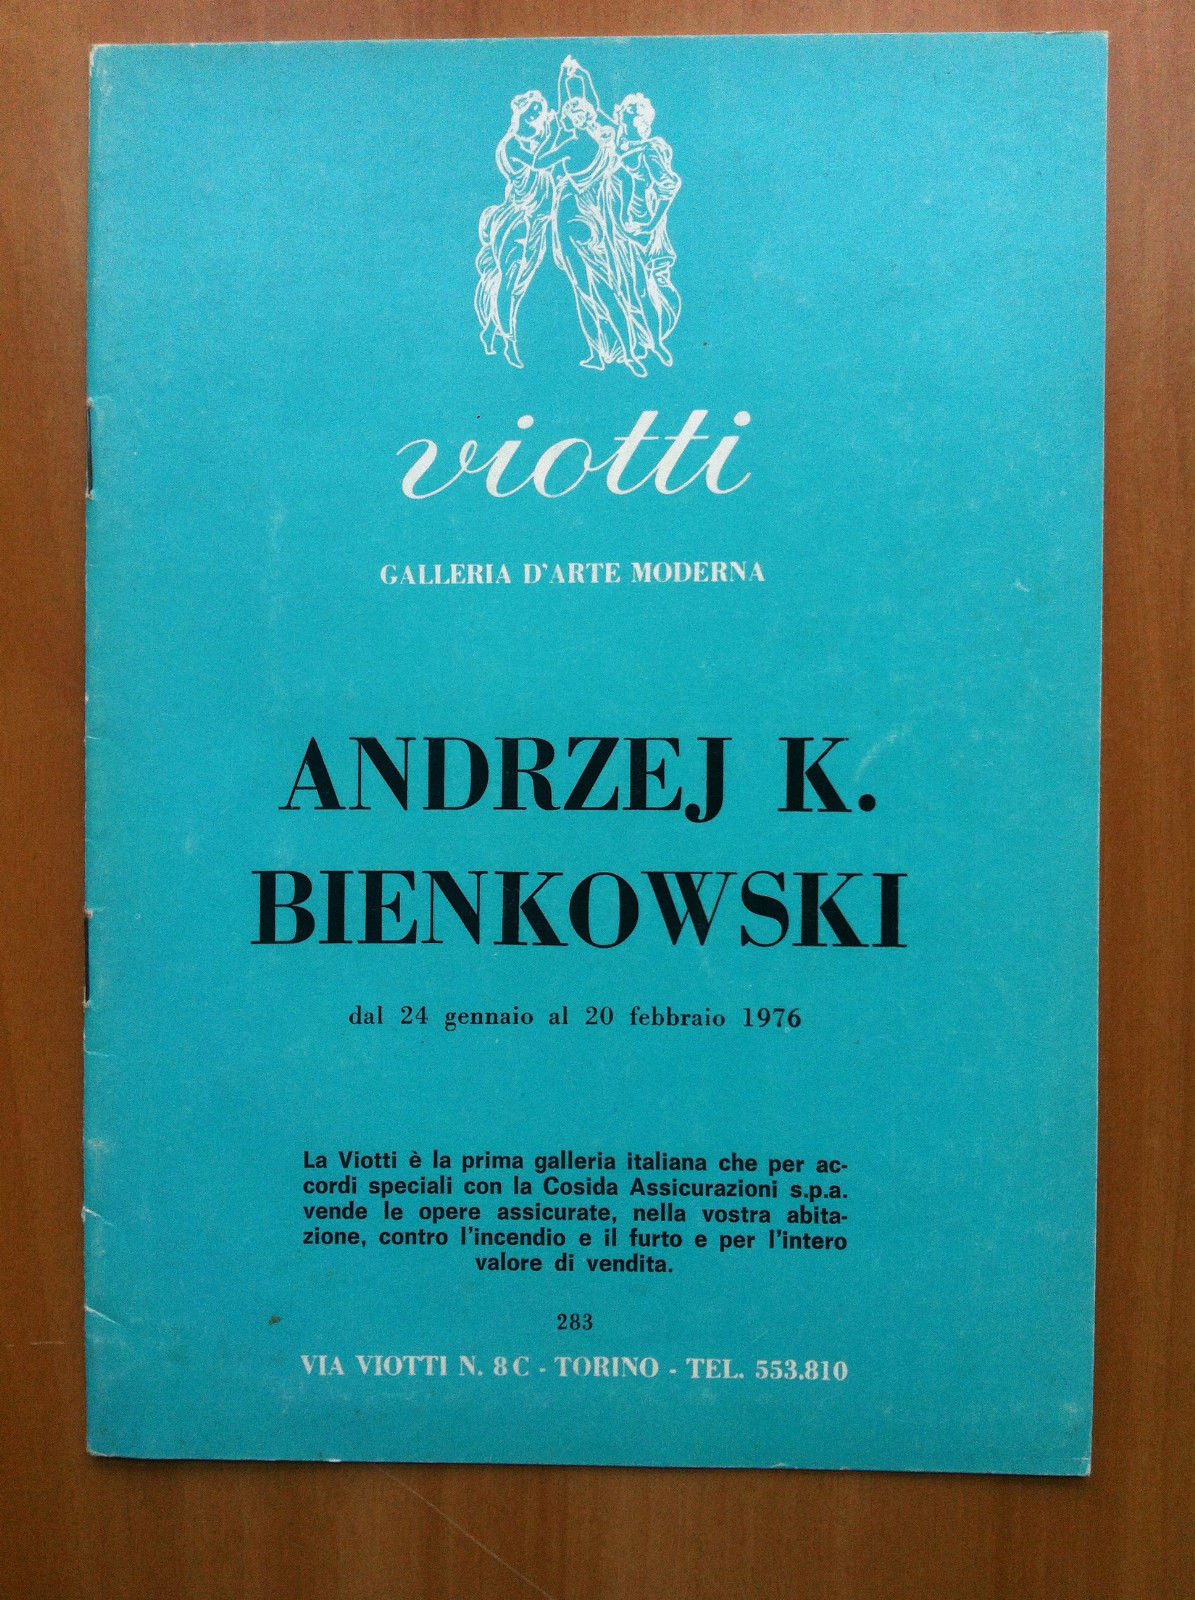 viotti
GALLERIA D'ARTE MODERNA
ANDRZEJ K.
BIENKOWSKI
dal 24 gennaio al 20 febbraio 1976
La Viotti è la prima galleria italiana che per ac-
cordi speciali con la Cosida Assicurazioni s.p.a.
vende le opere assicurate, nella vostra abita-
zione, contro l'incendio e il furto e per l'intero
valore di vendita.
283
VIA VIOTTI N. 8 C - TORINO - TEL. 553.810